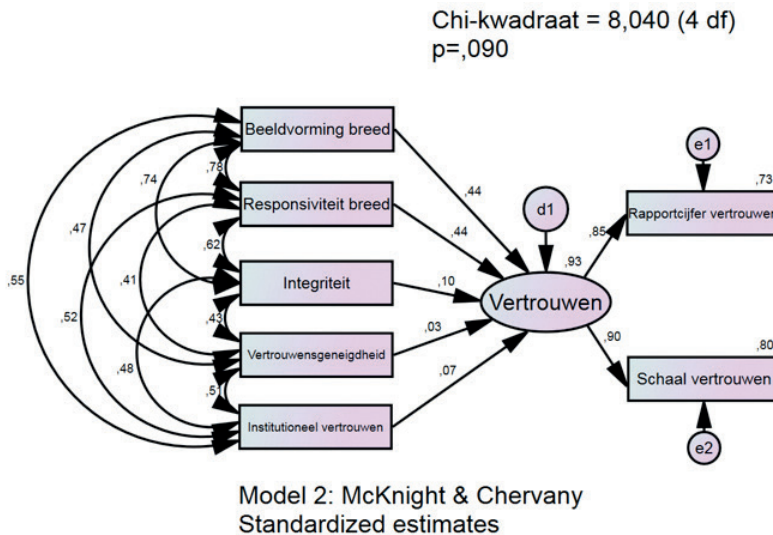 Chi-kwadraat = 8,040 (4 df)
p=,090
Beeldvorming breed
Responsiviteit breed
Integriteit
Vertrouwensgeneigdheid
Institutioneel vertrouwen
,78
,74
,62
,47
,41
,55
,52
,43
,48
,51
,44
,44
,10
,03
,07
d1
,93
Vertrouwen
e1
,73
Rapportcijfer vertrouwen
,85
,90
,80
Schaal vertrouwen
e2
Model 2: McKnight & Chervany
Standardized estimates